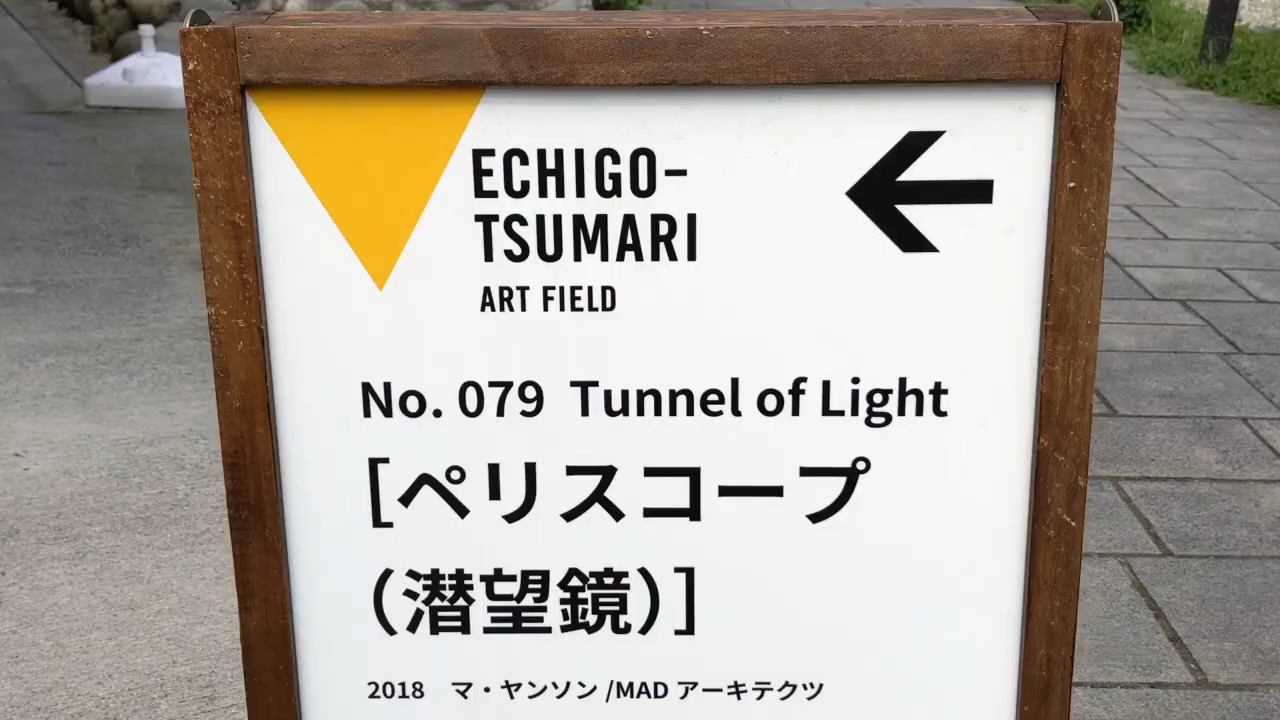 ECHIGO-
TSUMARI
ART FIELD
No. 079 Tunnel of Light
[ペリスコープ
（潜望鏡）]
2018 マ・ヤンソン /MAD アーキテクツ